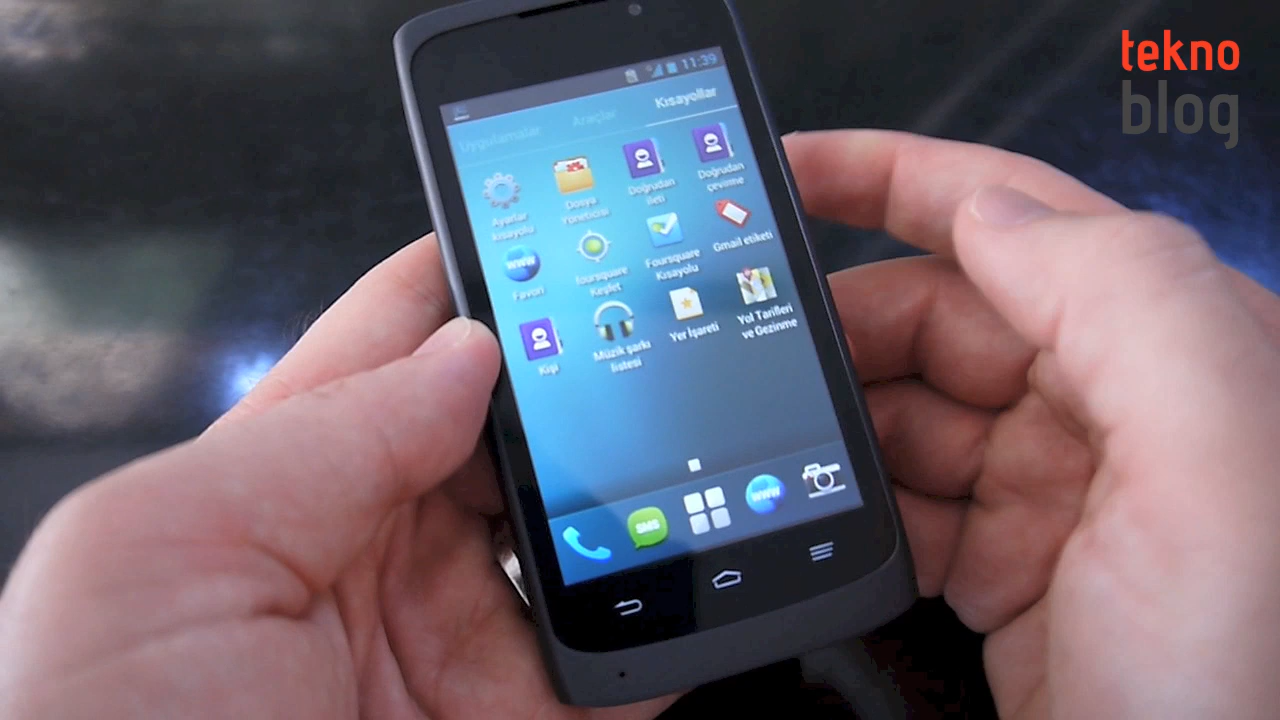 tekno
blog
11:39
Uygulamalar Araçlar Kısayollar
Ayarlar
kısayolu
Dosya
Yöneticisi
Doğrudan
ileti
Doğrudan
çevirme
Favori
foursquare
Keşfet
Foursquare
Kısayolu
Gmail etiketi
Kişi
Müzik şarkı
listesi
Yer İşareti
Yol Tarifleri
ve Gezinme
SMS
www
www